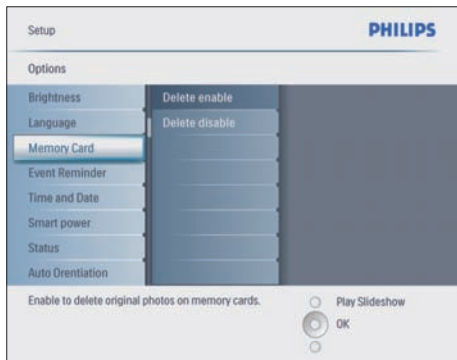 Setup
PHILIPS
Options
Brightness
Delete enable
Language
Delete disable
Memory Card
Event Reminder
Time and Date
Smart power
Status
Auto Orentiation
Enable to delete original photos on memory cards.
Play Slideshow
OK